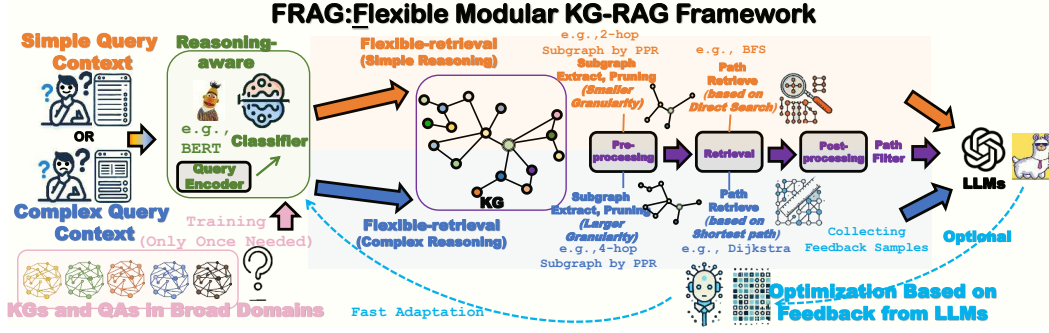 FRAG:Flexible Modular KG-RAG Framework
Simple Query
Context
OR
Complex Query
Context
Reasoning-
aware
e.g.,
BERT
Classifier
Query
Encoder
Training
(Only Once Needed)
KGs and QAs in Broad Domains
Flexible-retrieval
(Simple Reasoning)
KG
Flexible-retrieval
(Complex Reasoning)
e.g.,2-hop
Subgraph by PPR
Subgraph
Extract, Pruning
(Smaller
Granularity)
Pre-
processing
Subgraph
Extract, Pruning
(Larger
Granularity)
e.g.,4-hop
Subgraph by PPR
e.g., BFS
Path
Retrieve
(based on
Direct Search)
Retrieval
Path
Retrieve
(based on
Shortest path)
e.g., Dijkstra
Post-
processing
Path
Filter
LLMs
Collecting
Feedback Samples
Optional
Optimization Based on
Feedback from LLMs
Fast Adaptation